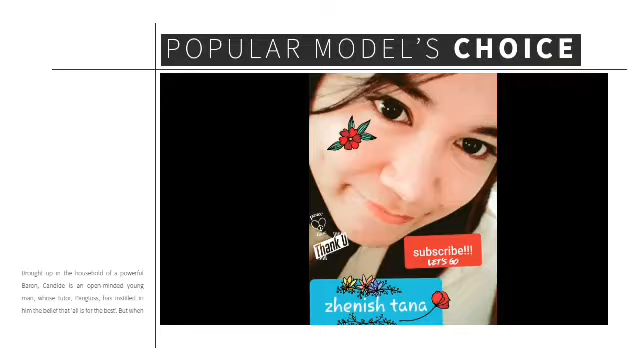 POPULAR MODEL'S CHOICE
peace
Thank U
subscribe!!!
LET'S GO
zhenish tana
Brought up in the household of a powerful
Baron, Candide is an open-minded young
man, whose tutor, Pangloss, has instilled in
him the belief that 'all is for the best'. But when